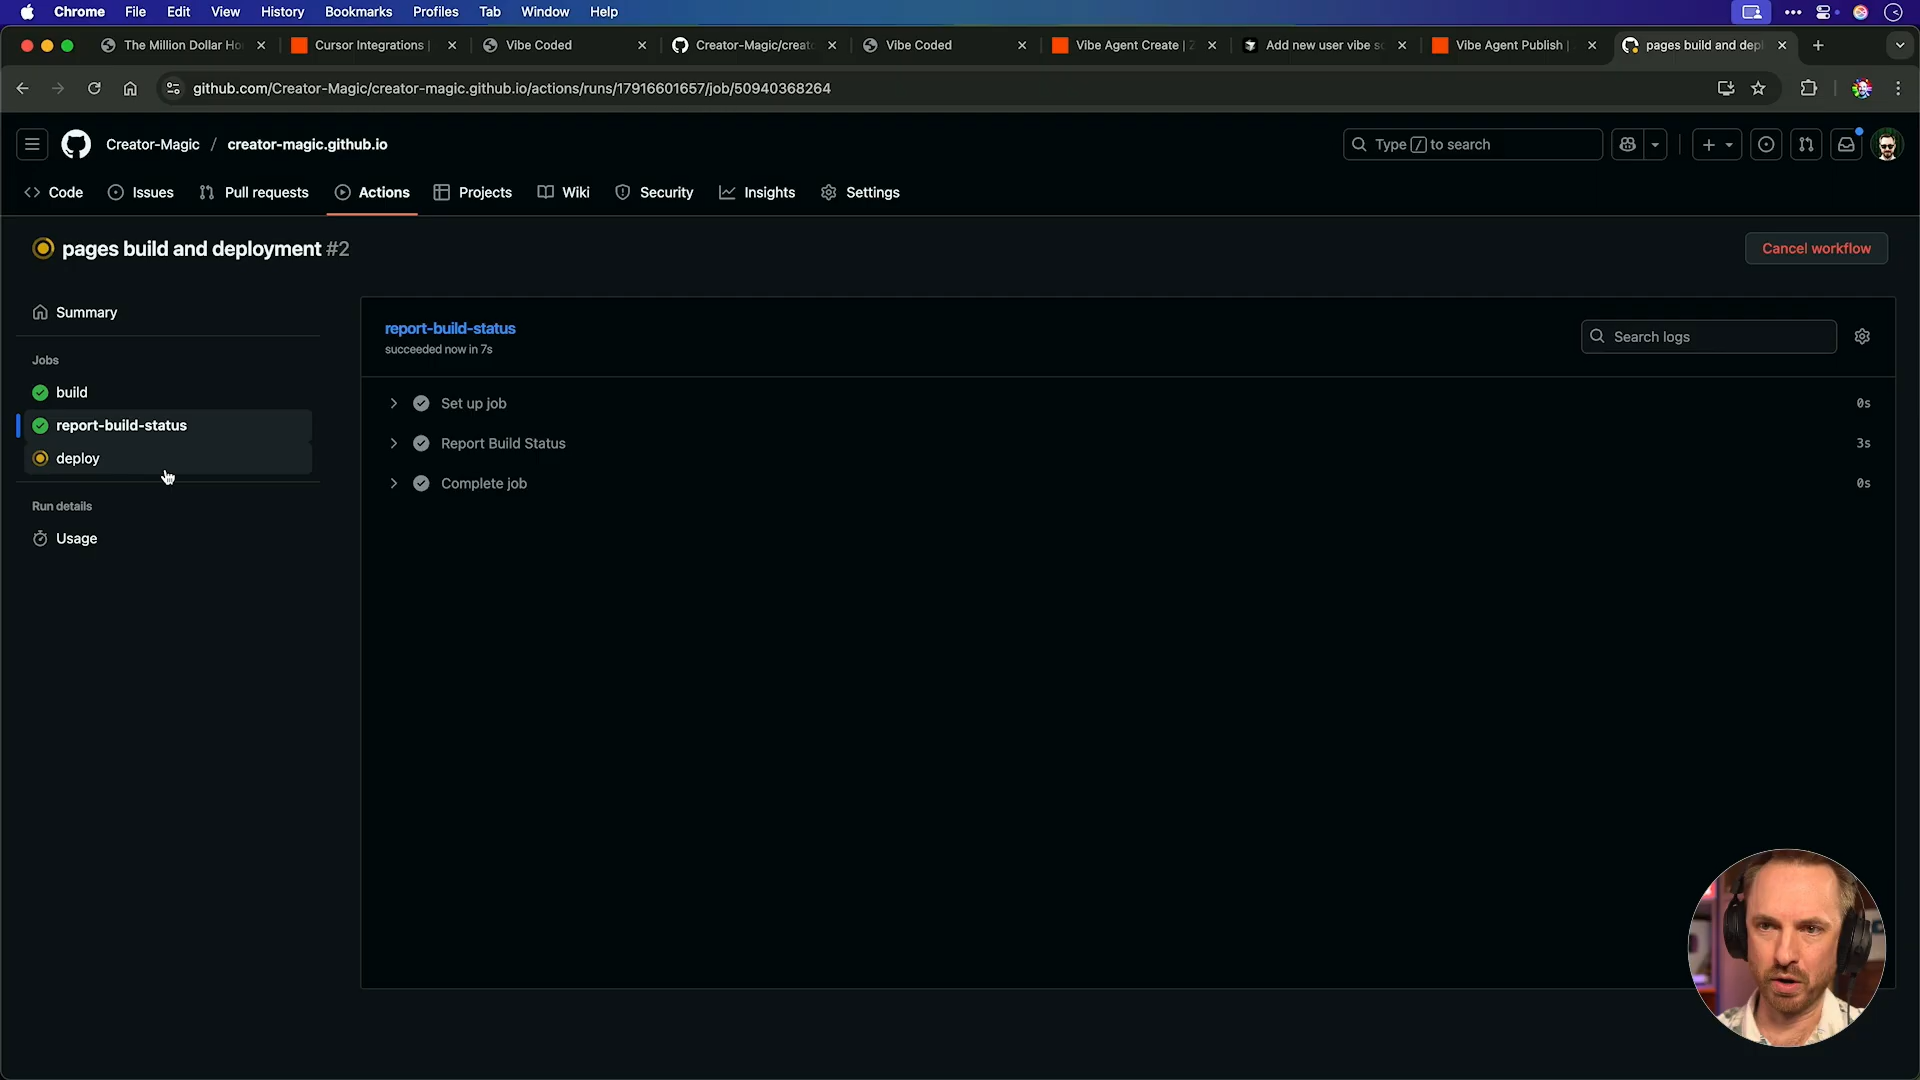 Chrome File Edit View History Bookmarks Profiles Tab Window Help
The Million Dollar Ho
Cursor Integrations |
Vibe Coded
Creator-Magic/creat
Vibe Coded
Vibe Agent Create | Z
Add new user vibe s
Vibe Agent Publish |
pages build and depl
github.com/Creator-Magic/creator-magic.github.io/actions/runs/17916601657/job/50940368264
Creator-Magic / creator-magic.github.io
Type / to search
Code Issues Pull requests Actions Projects Wiki Security Insights Settings
pages build and deployment #2
Cancel workflow
Summary
Jobs
build
report-build-status
deploy
Run details
Usage
report-build-status
succeeded now in 7s
Search logs
Set up job 0s
Report Build Status 3s
Complete job 0s